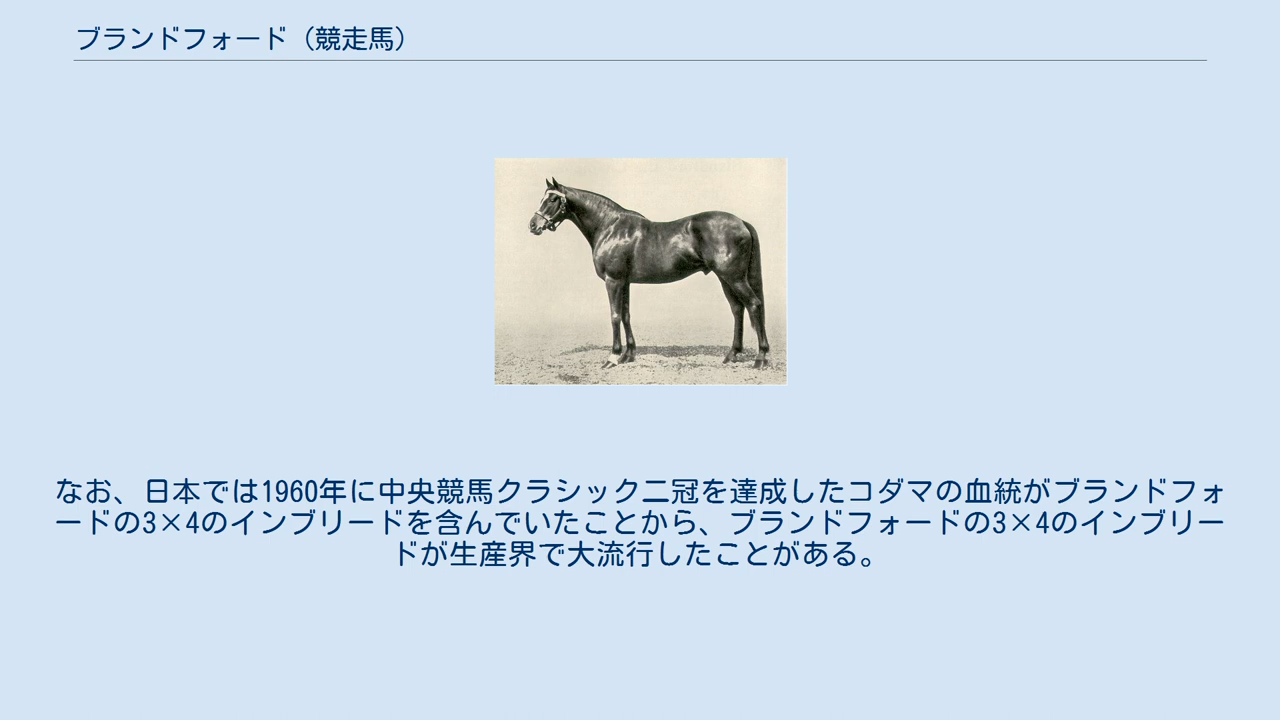 ブランドフォード（競走馬）
なお、日本では1960年に中央競馬クラシック二冠を達成したコダマの血統がブランドフォ
ードの3×4のインブリードを含んでいたことから、ブランドフォードの3×4のインブリー
ドが生産界で大流行したことがある。